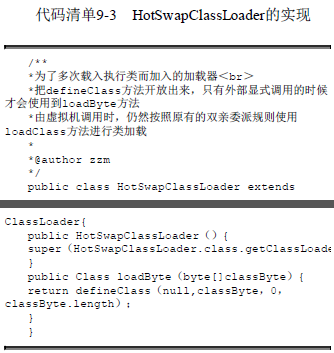 代码清单9-3 HotSwapClassLoader的实现
/**
*为了多次载入执行类而加入的加载器＜br＞
*把defineClass方法开放出来，只有外部显式调用的时候
才会使用到loadByte方法
*由虚拟机调用时，仍然按照原有的双亲委派规则使用
loadClass方法进行类加载
*
*@author zzm
*/
public class HotSwapClassLoader extends
ClassLoader{
public HotSwapClassLoader（）{
super（HotSwapClassLoader.class.getClassLoade
}
public Class loadByte（byte[]classByte）{
return defineClass（null,classByte，0，
classByte.length）；
}
}